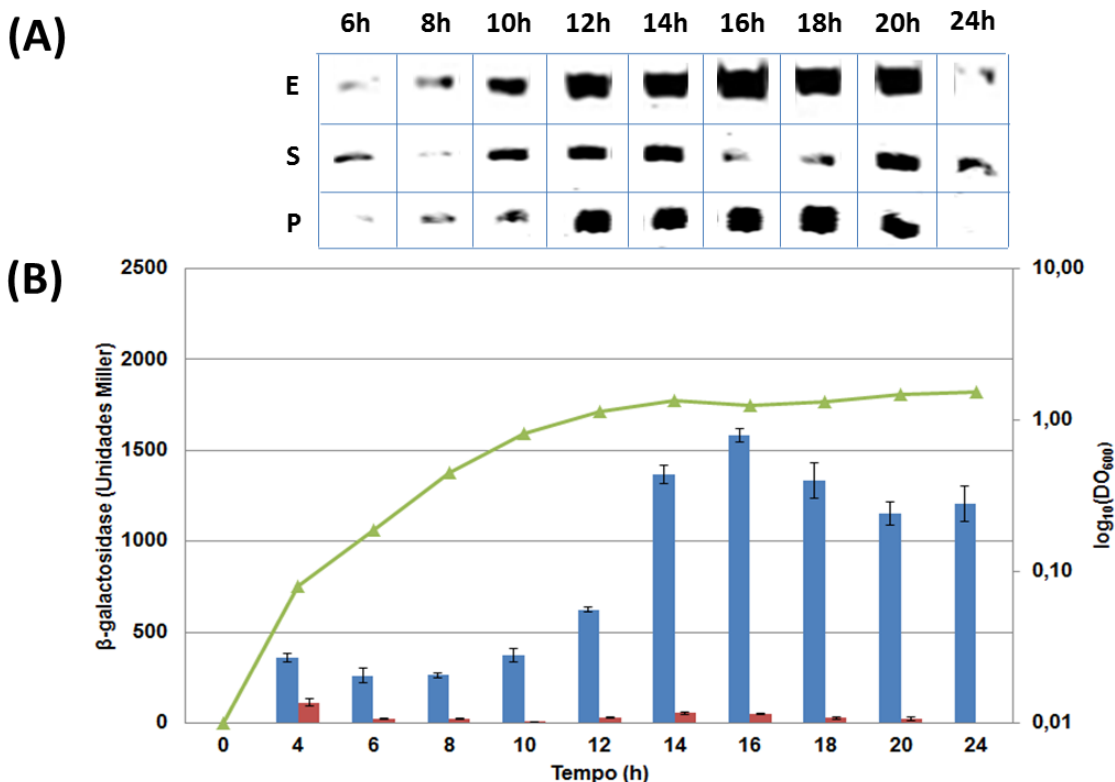 (A)
6h 8h 10h 12h 14h 16h 18h 20h 24h
E
S
P
(B)
2500
2000
1500
1000
500
0
β-galactosidase (Unidades Miller)
10,00
1,00
0,10
0,01
log10(DO600)
0 4 6 8 10 12 14 16 18 20 24
Tempo (h)